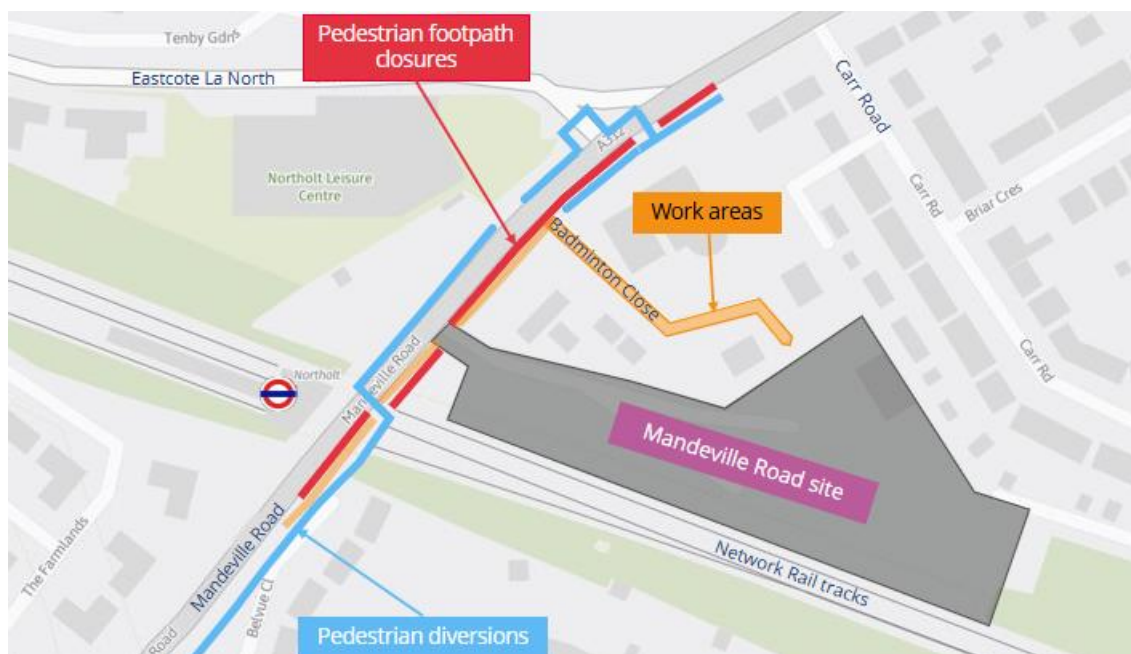 Tenby Gdns
Pedestrian footpath
closures
Eastcote La North
Carr Road
A312
Northolt Leisure
Centre
Work areas
Carr Rd
Briar Cres
Badminton Close
Mandeville Road
Northolt
Carr Rd
Mandeville Road site
Mandeville Road
The Farmlands
Network Rail tracks
Belvue Cl
Pedestrian diversions
Road